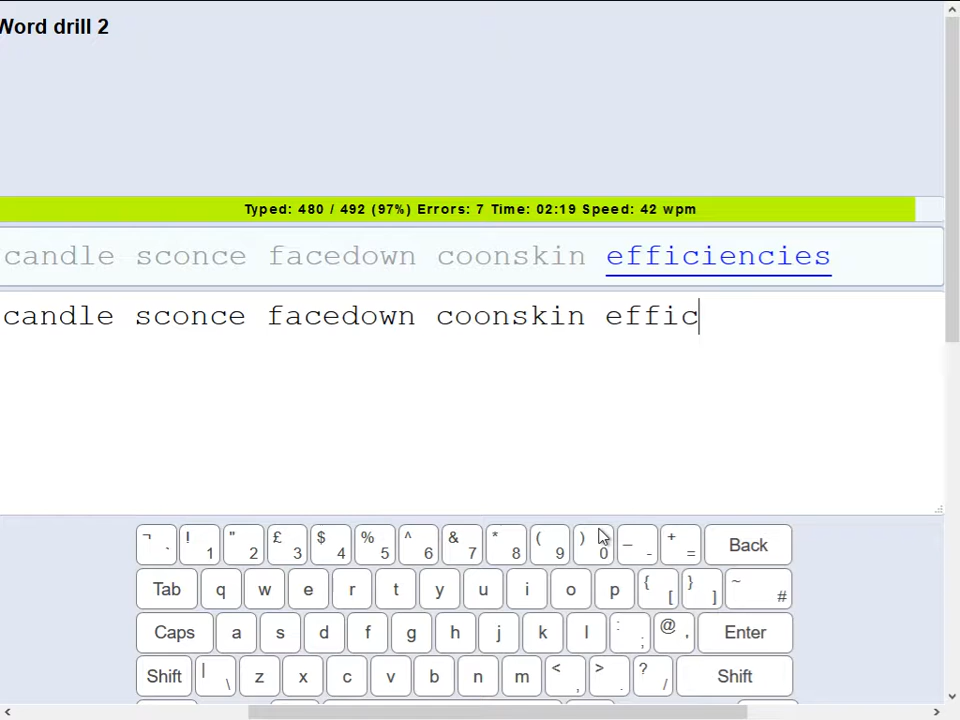 Word drill 2
Typed: 480 / 492 (97%) Errors: 7 Time: 02:19 Speed: 42 wpm
candle sconce facedown coonskin efficiencies
candle sconce facedown coonskin effic
¬ ` ! 1 " 2 £ 3 $ 4 % 5 ^ 6 & 7 * 8 ( 9 ) 0 _ - + = Back
Tab q w e r t y u i o p { [ } ] ~ #
Caps a s d f g h j k l : ; @ ' Enter
Shift | \ z x c v b n m < , > . ? / Shift